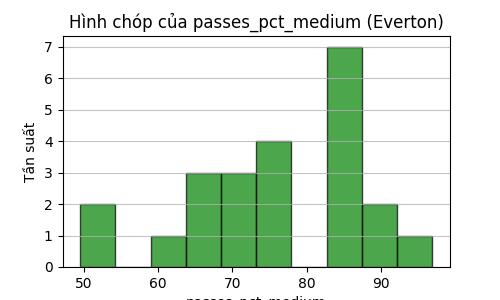 Hình chóp của passes_pct_medium (Everton)
Tần suất
7
6
5
4
3
2
1
0
50 60 70 80 90
passes_pct_medium